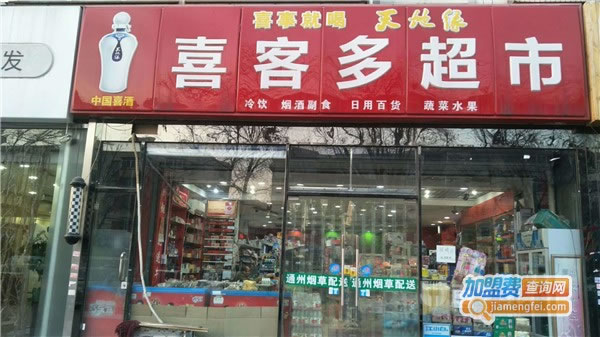 喜事就喝 天仙缘
喜客多超市
中国喜酒
冷饮 烟酒副食 日用百货 蔬菜水果
发
通州烟草配送 通州烟草配送
加盟费查询网
jiamengfei.com